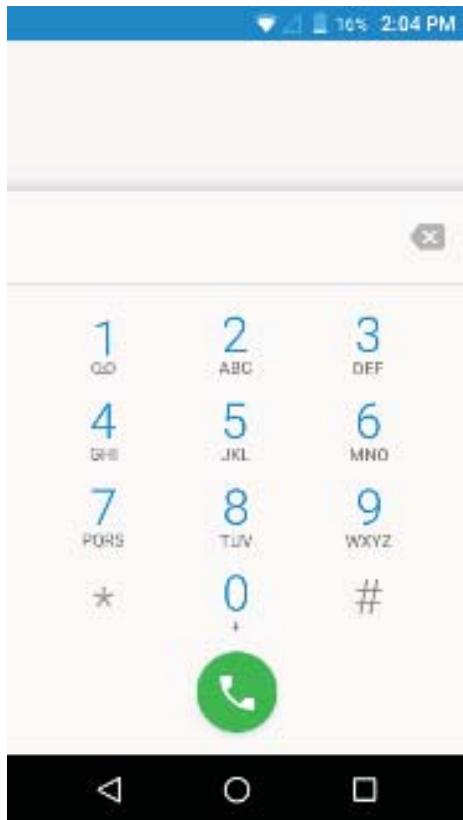 16% 2:04 PM
1 2 3
ABC DEF
4 5 6
GHI JKL MNO
7 8 9
PQRS TUV WXYZ
* 0 #
+